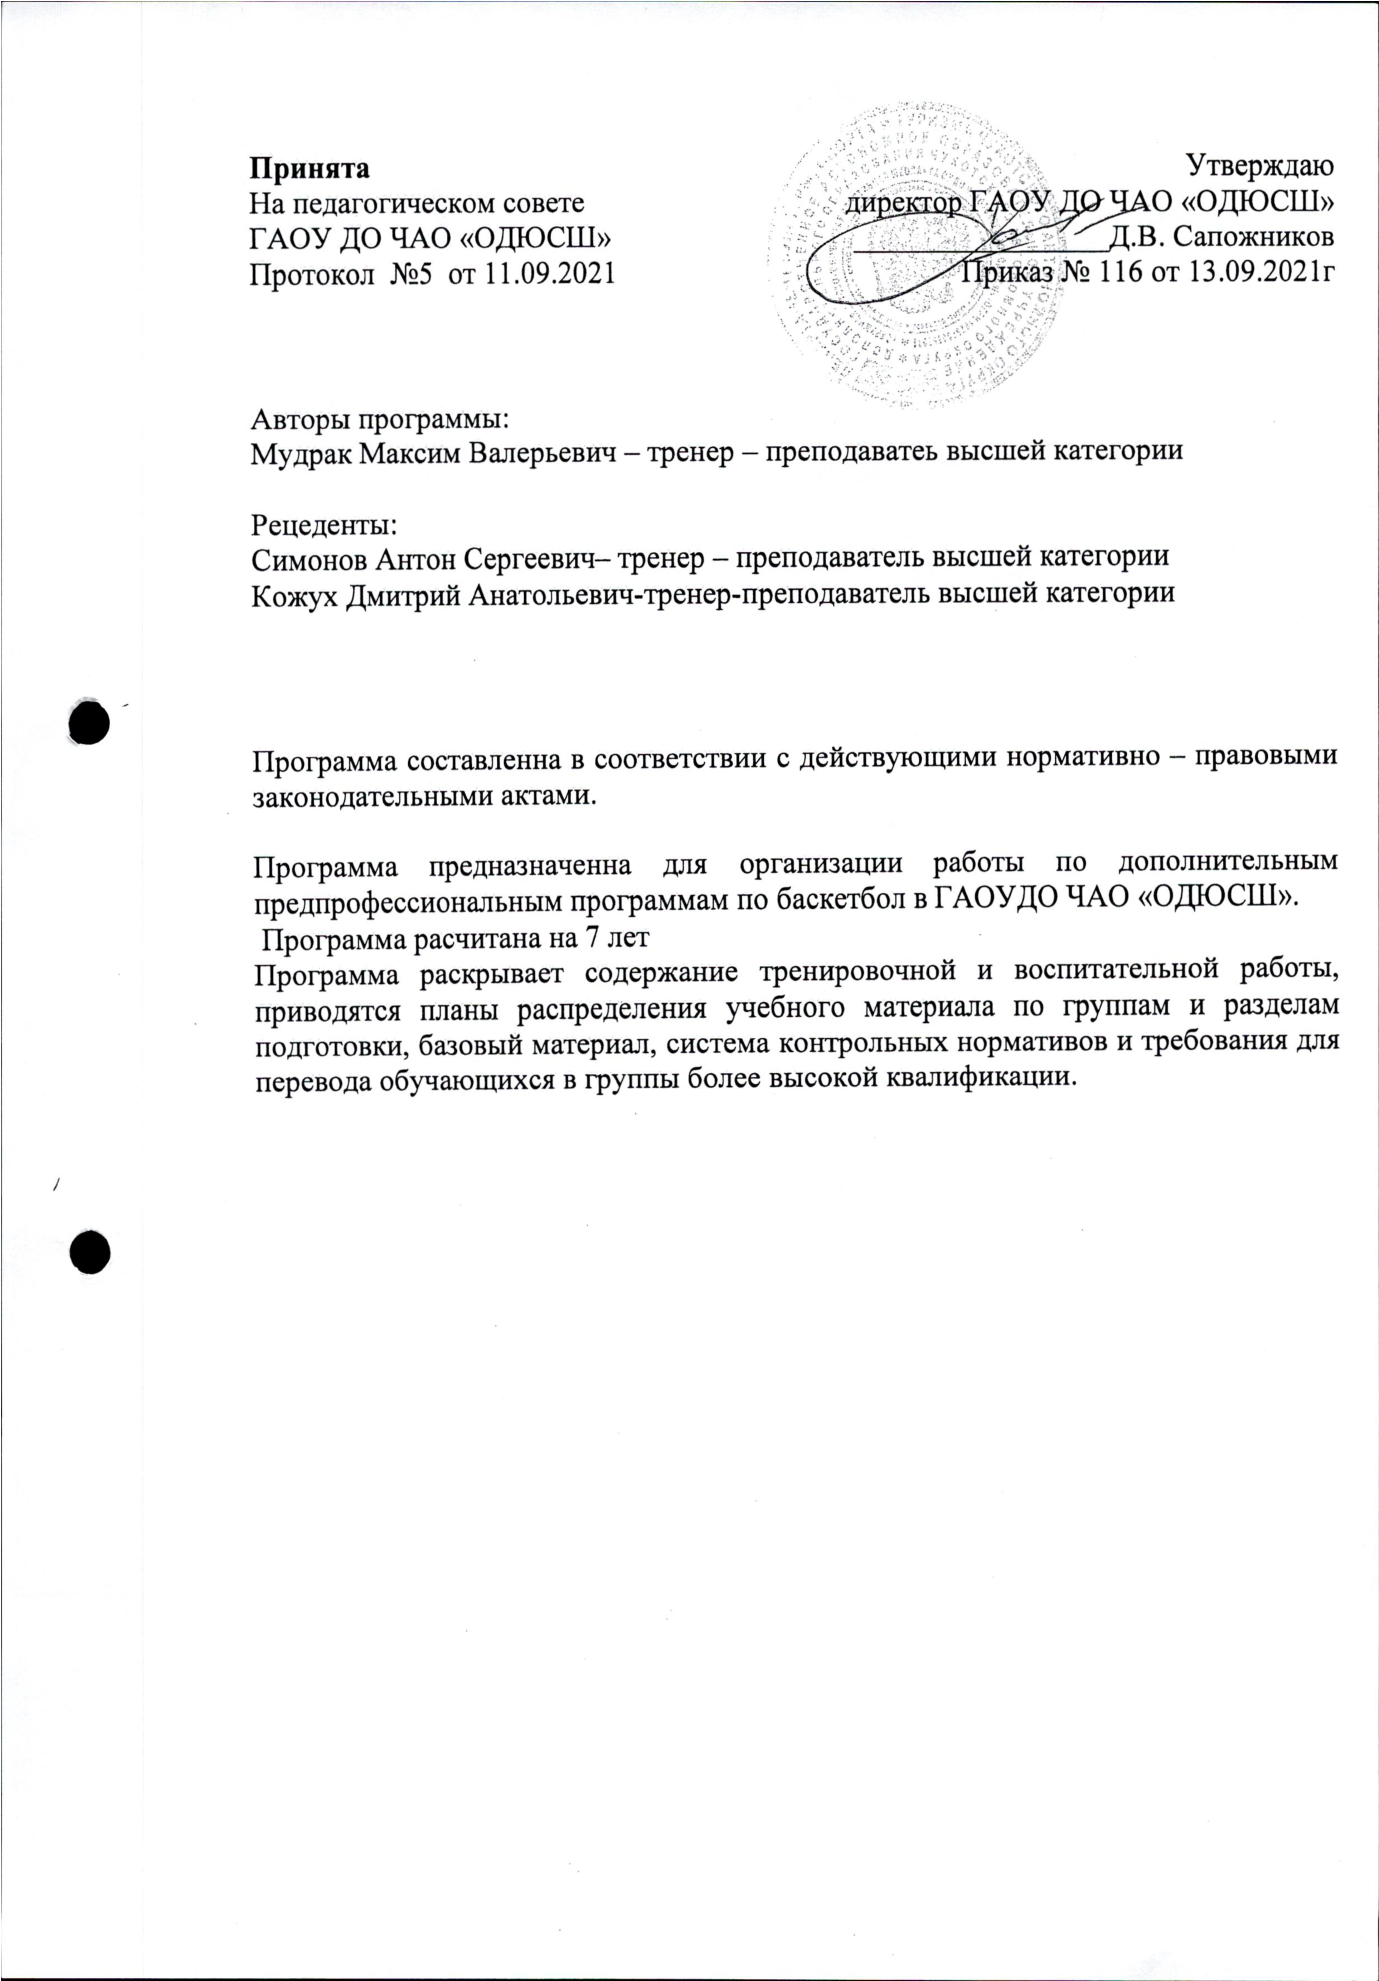 Принята
На педагогическом совете
ГАОУ ДО ЧАО «ОДЮСШ»
Протокол №5 от 11.09.2021
Утверждаю
директор ГАОУ ДО ЧАО «ОДЮСШ»
Д.В. Сапожников
Приказ № 116 от 13.09.2021г
Авторы программы:
Мудрак Максим Валерьевич – тренер – преподаватеь высшей категории
Рецеденты:
Симонов Антон Сергеевич– тренер – преподаватель высшей категории
Кожух Дмитрий Анатольевич-тренер-преподаватель высшей категории
Программа составленна в соответствии с действующими нормативно – правовыми
законодательными актами.
Программа предназначенна для организации работы по дополнительным
предпрофессиональным программам по баскетбол в ГАОУДО ЧАО «ОДЮСШ».
Программа расчитана на 7 лет
Программа раскрывает содержание тренировочной и воспитательной работы,
приводятся планы распределения учебного материала по группам и разделам
подготовки, базовый материал, система контрольных нормативов и требования для
перевода обучающихся в группы более высокой квалификации.